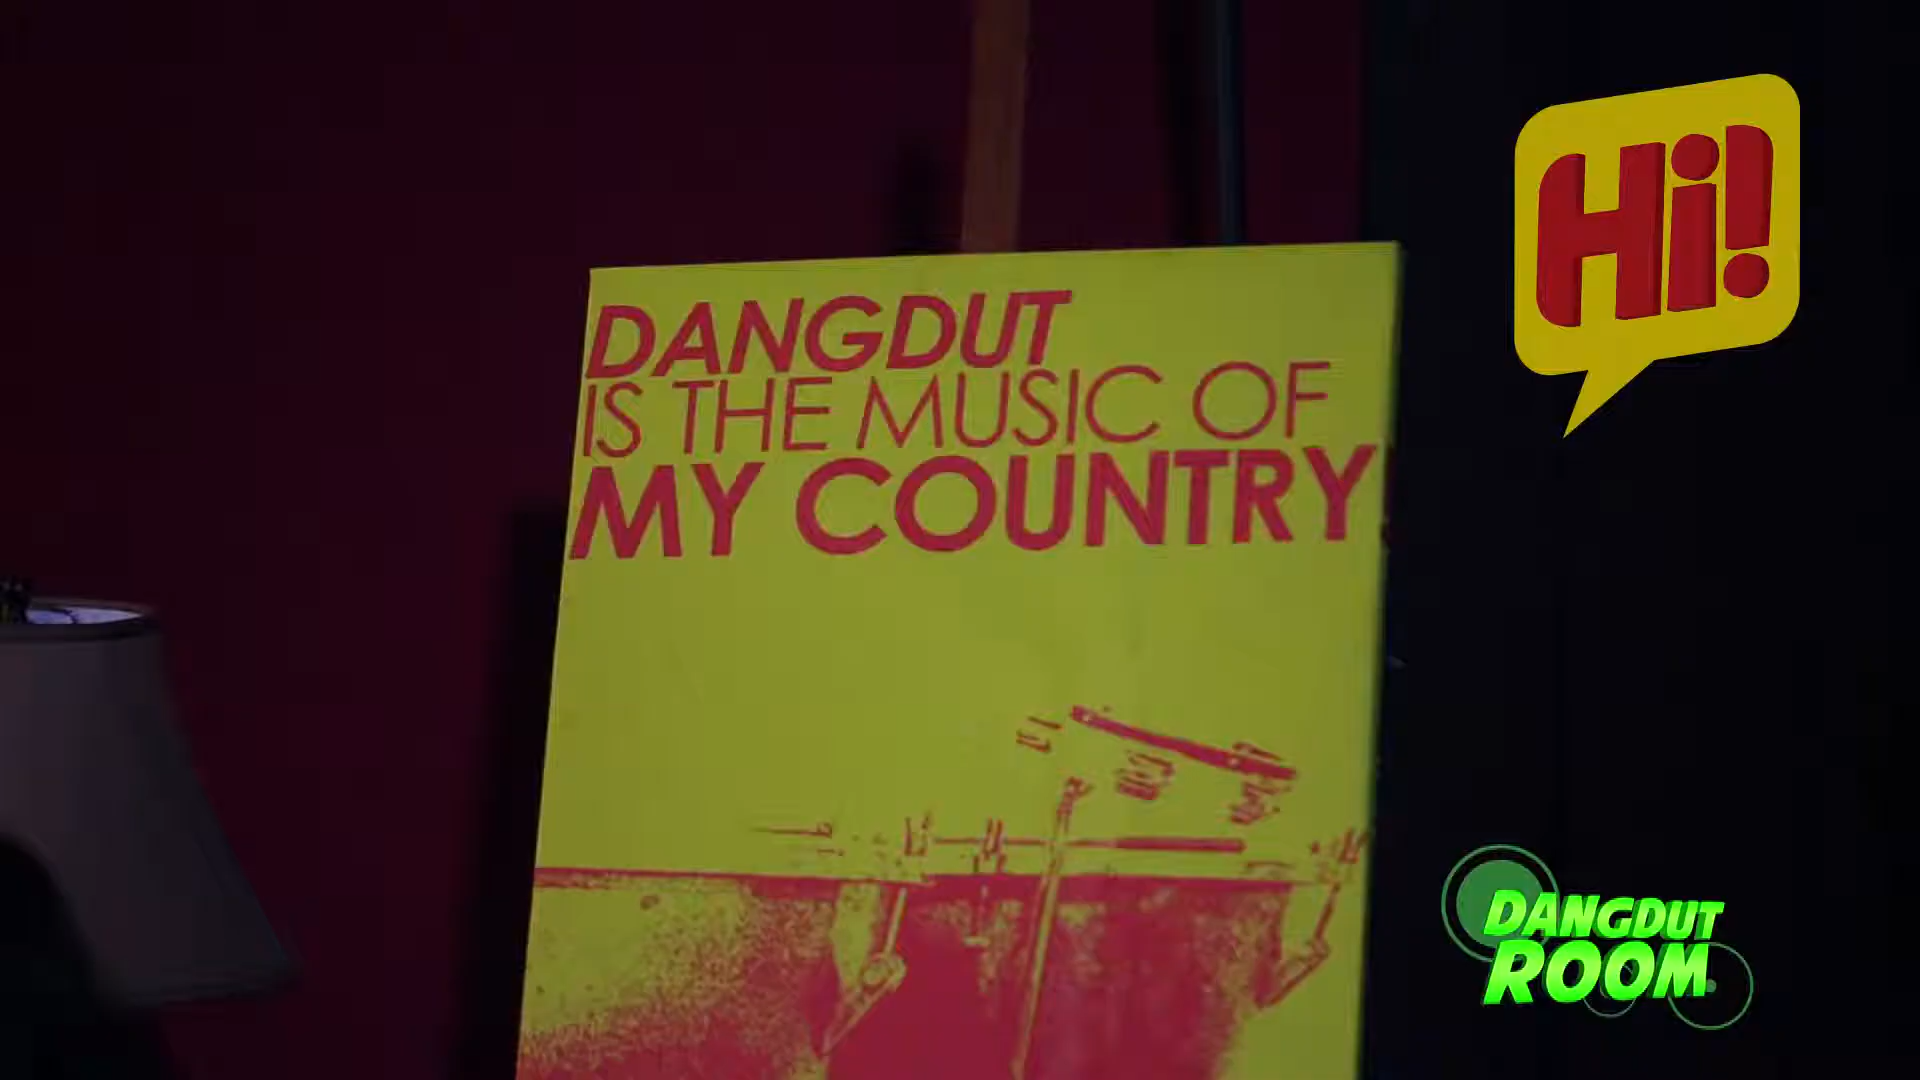 Hi!
DANGDUT
IS THE MUSIC OF
MY COUNTRY
DANGDUT
ROOM